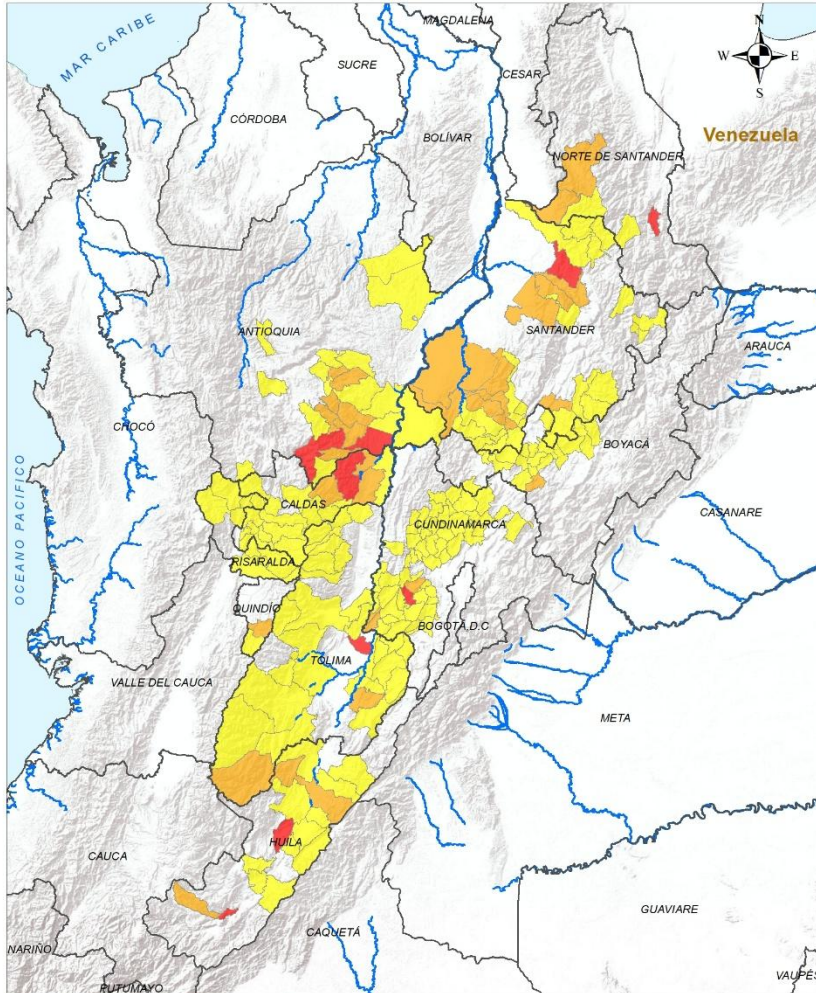 MAGDALENA
MAR CARIBE
N
SUCRE
CESAR
W
E
S
CÓRDOBA
BOLÍVAR
Venezuela
NORTE DE SANTANDER
ANTIOQUIA
SANTANDER
ARAUCA
CHOCÓ
BOYACÁ
CALDAS
CUNDINAMARCA
CASANARE
OCEANO PACIFICO
RISARALDA
QUINDÍO
BOGOTÁ, D.C
TOLIMA
VALLE DEL CAUCA
META
HUILA
CAUCA
GUAVIARE
CAQUETÁ
NARIÑO
PUTUMAYO
VAUPÉS